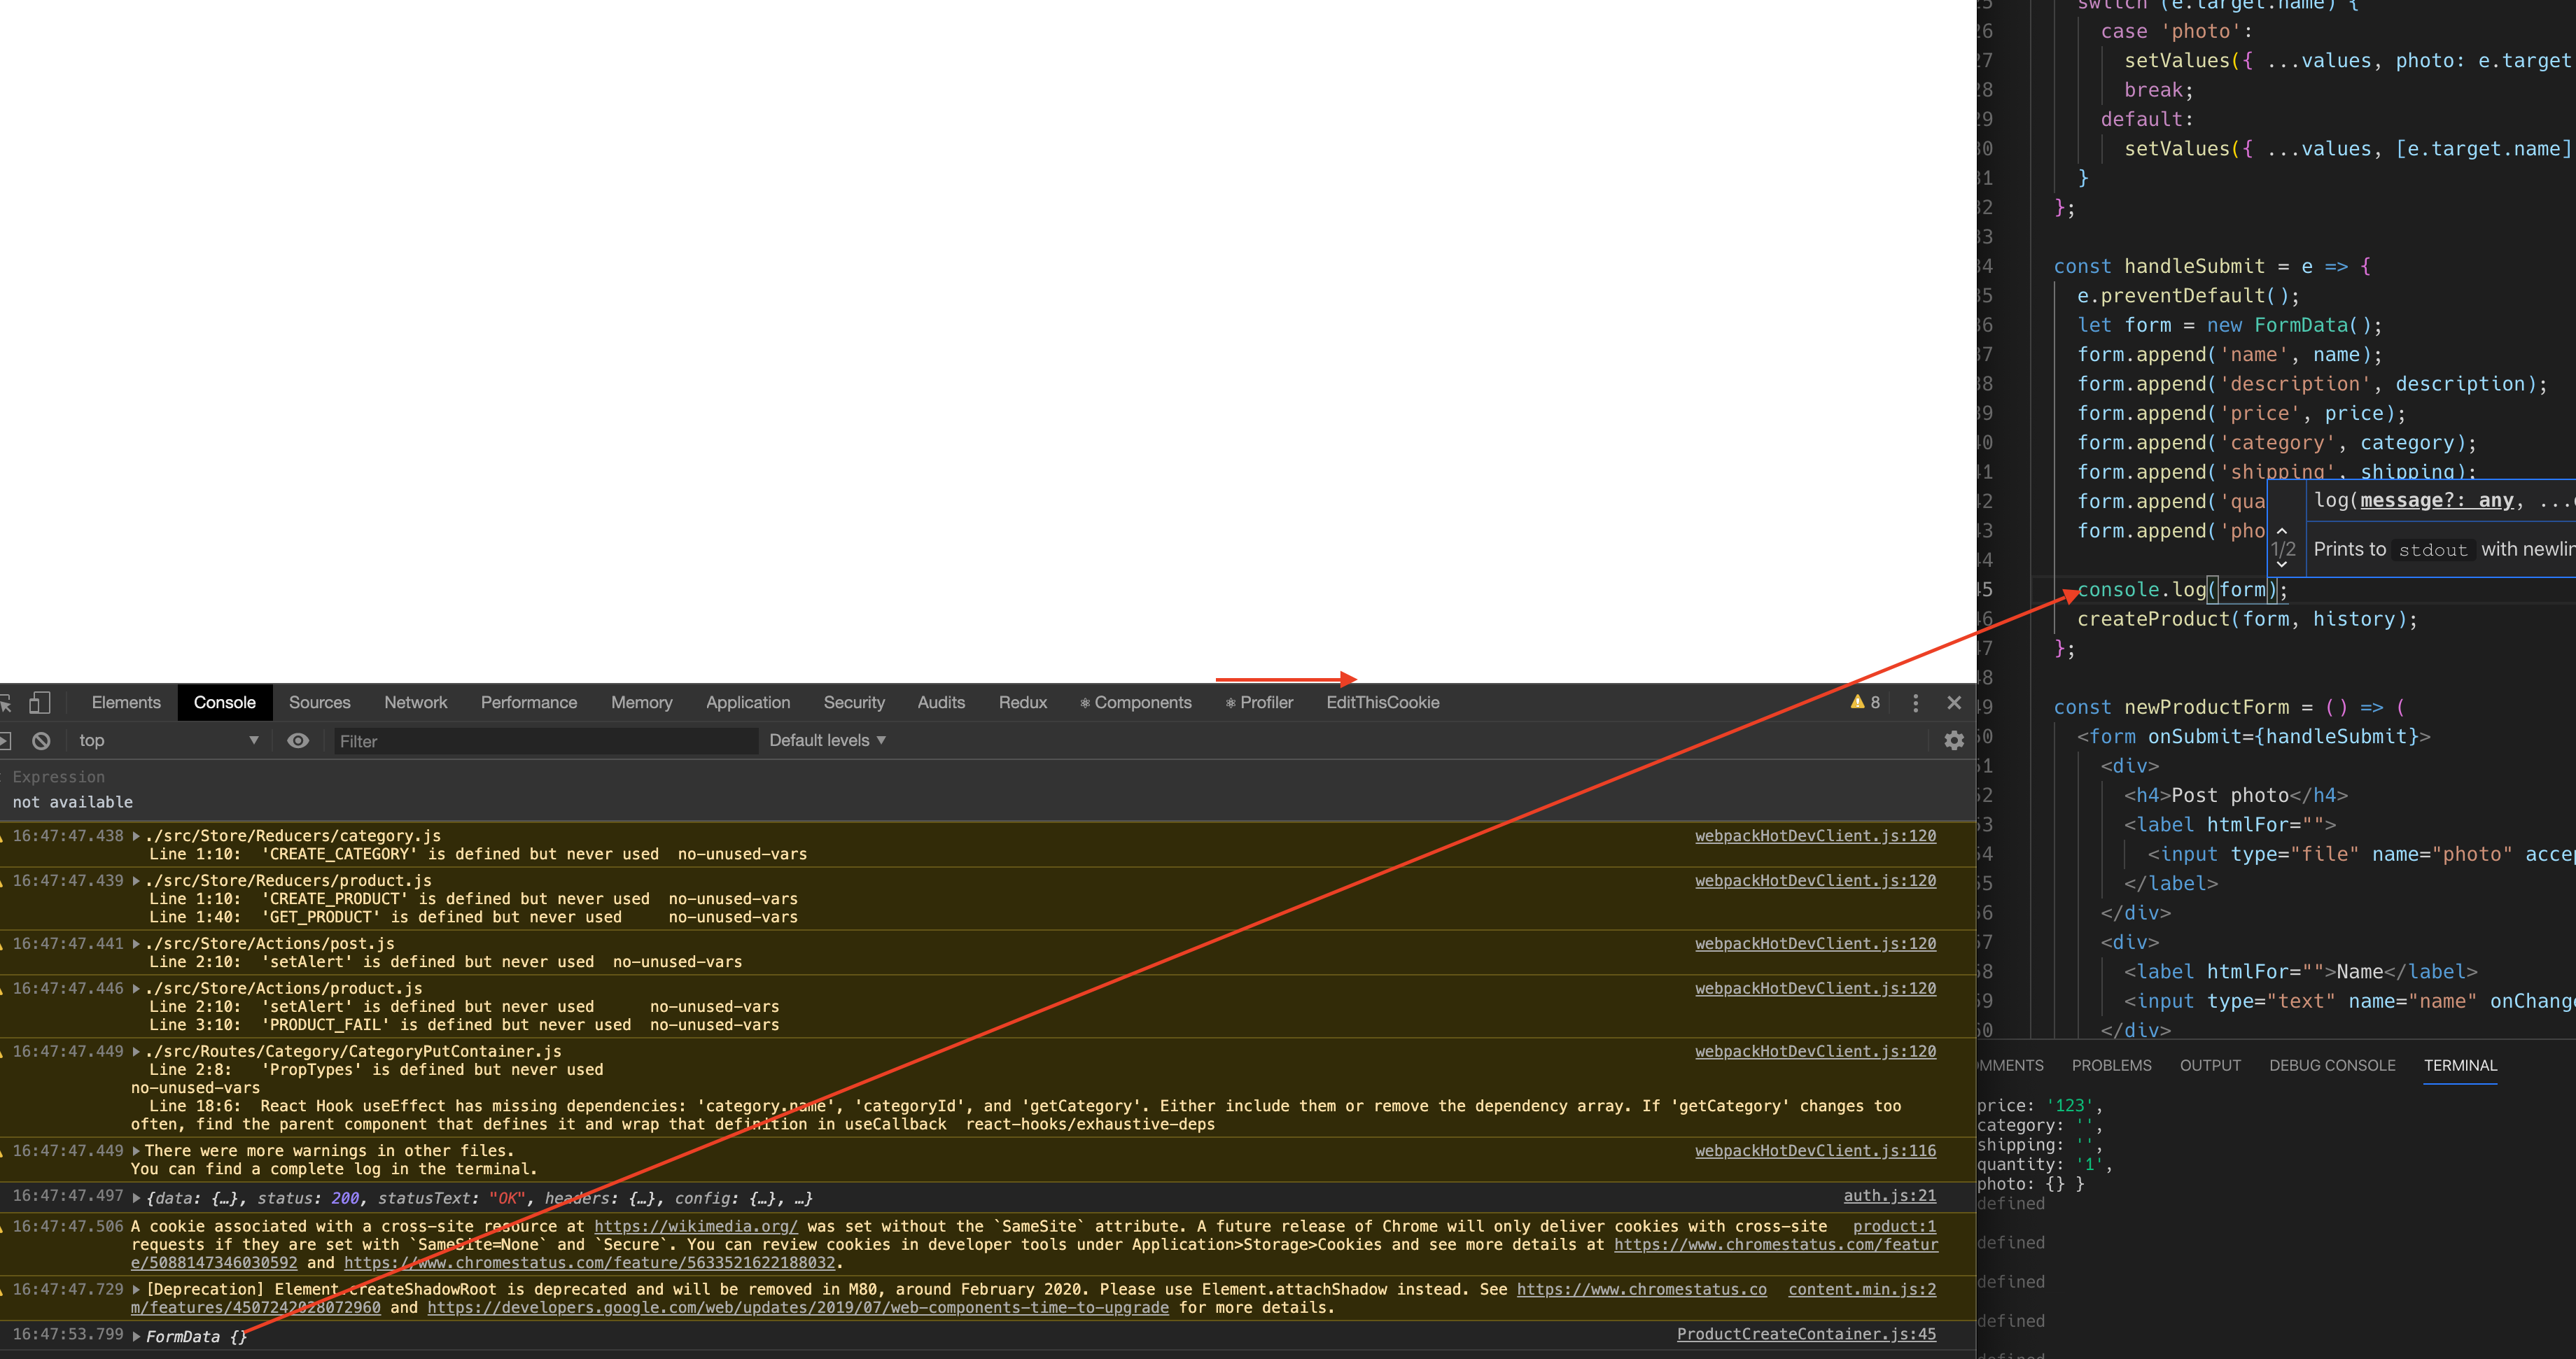 Elements Console Sources Network Performance Memory Application Security Audits Redux Components Profiler EditThisCookie 8
top Filter Default levels
Expression
not available
16:47:47.438 ./src/Store/Reducers/category.js webpackHotDevClient.js:120
Line 1:10: 'CREATE_CATEGORY' is defined but never used no-unused-vars
16:47:47.439 ./src/Store/Reducers/product.js webpackHotDevClient.js:120
Line 1:10: 'CREATE_PRODUCT' is defined but never used no-unused-vars
Line 1:40: 'GET_PRODUCT' is defined but never used no-unused-vars
16:47:47.441 ./src/Store/Actions/post.js webpackHotDevClient.js:120
Line 2:10: 'setAlert' is defined but never used no-unused-vars
16:47:47.446 ./src/Store/Actions/product.js webpackHotDevClient.js:120
Line 2:10: 'setAlert' is defined but never used no-unused-vars
Line 3:10: 'PRODUCT_FAIL' is defined but never used no-unused-vars
16:47:47.449 ./src/Routes/Category/CategoryPutContainer.js webpackHotDevClient.js:120
Line 2:8: 'PropTypes' is defined but never used
no-unused-vars
Line 18:6: React Hook useEffect has missing dependencies: 'category.name', 'categoryId', and 'getCategory'. Either include them or remove the dependency array. If 'getCategory' changes too
often, find the parent component that defines it and wrap that definition in useCallback react-hooks/exhaustive-deps
16:47:47.449 There were more warnings in other files. webpackHotDevClient.js:116
You can find a complete log in the terminal.
16:47:47.497 {data: {…}, status: 200, statusText: "OK", headers: {…}, config: {…}, …} auth.js:21
16:47:47.506 A cookie associated with a cross-site resource at https://wikimedia.org/ was set without the `SameSite` attribute. A future release of Chrome will only deliver cookies with cross-site product:1
requests if they are set with `SameSite=None` and `Secure`. You can review cookies in developer tools under Application>Storage>Cookies and see more details at https://www.chromestatus.com/featur
e/5088147346030592 and https://www.chromestatus.com/feature/5633521622188032.
16:47:47.729 [Deprecation] Element.createShadowRoot is deprecated and will be removed in M80, around February 2020. Please use Element.attachShadow instead. See https://www.chromestatus.co content.min.js:2
m/features/4507242028072960 and https://developers.google.com/web/updates/2019/07/web-components-time-to-upgrade for more details.
16:47:53.799 FormData {} ProductCreateContainer.js:45
switch (e.target.name) {
case 'photo':
setValues({ ...values, photo: e.target
break;
default:
setValues({ ...values, [e.target.name]
}
};
const handleSubmit = e => {
e.preventDefault();
let form = new FormData();
form.append('name', name);
form.append('description', description);
form.append('price', price);
form.append('category', category);
form.append('shipping', shipping);
form.append('qua
form.append('pho
log(message?: any, ...
1/2 Prints to stdout with newlin
console.log(form);
createProduct(form, history);
};
const newProductForm = () => (
<form onSubmit={handleSubmit}>
<div>
<h4>Post photo</h4>
<label htmlFor="">
<input type="file" name="photo" accep
</label>
</div>
<div>
<label htmlFor="">Name</label>
<input type="text" name="name" onChange
</div>
OMMENTS PROBLEMS OUTPUT DEBUG CONSOLE TERMINAL
price: '123',
category: '',
shipping: '',
quantity: '1',
photo: {} }
defined
defined
defined
defined